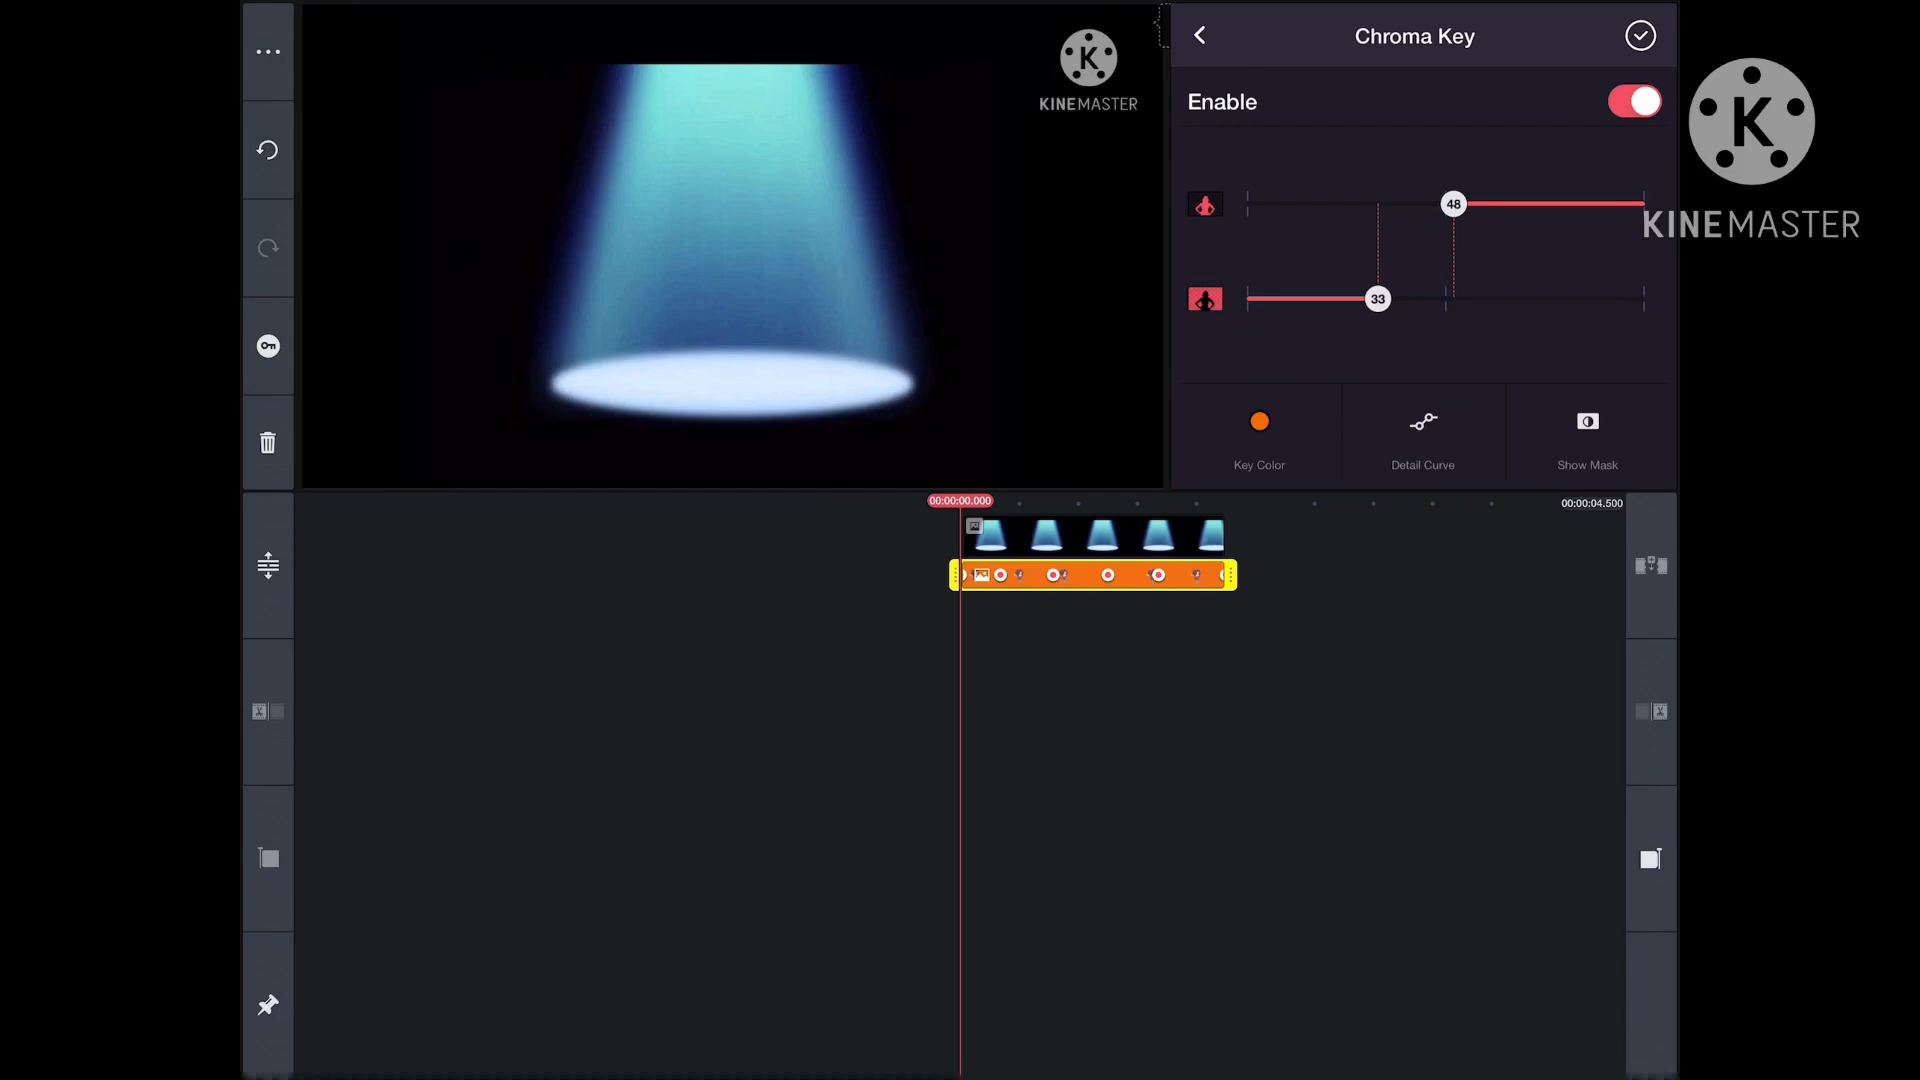 KINEMASTER
Chroma Key
Enable
K
KINEMASTER
48
33
Key Color
Detail Curve
Show Mask
00:00:00.000
00:00:04.500
K